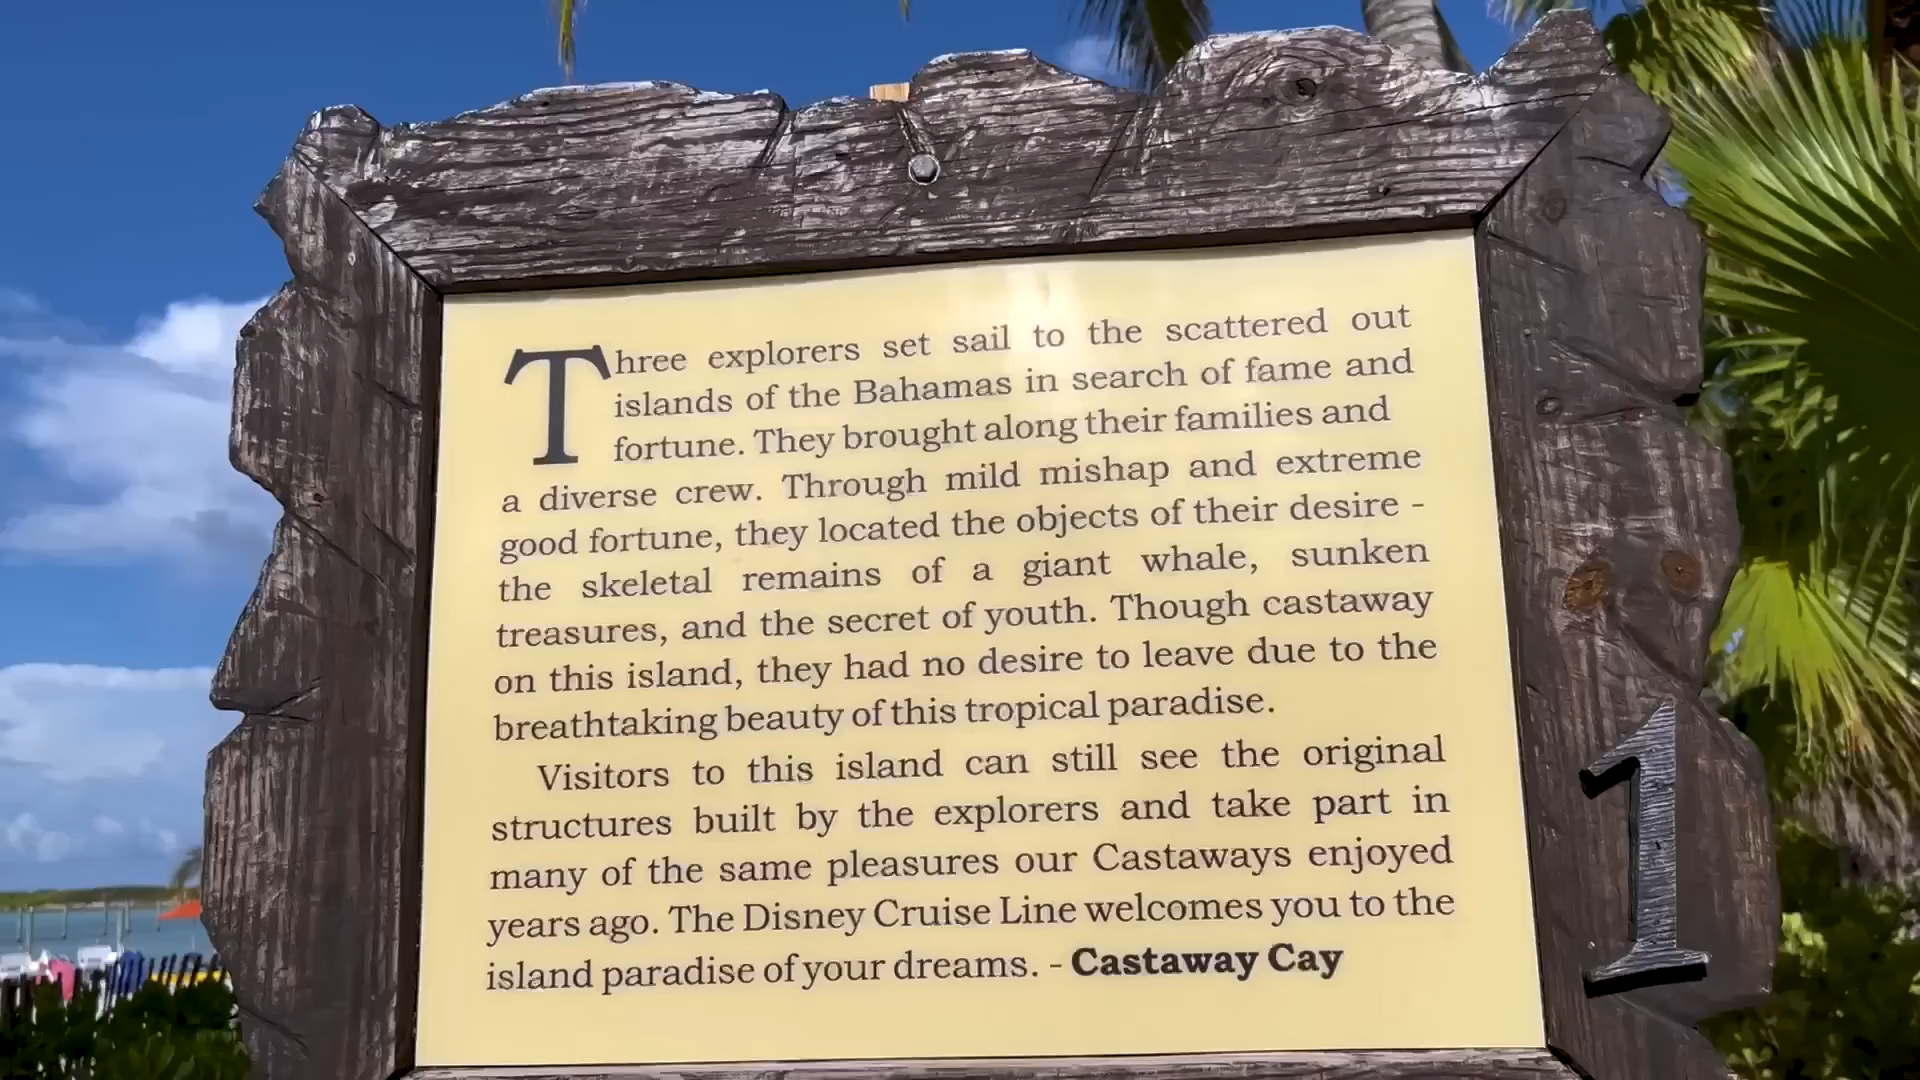 Three explorers set sail to the scattered out
islands of the Bahamas in search of fame and
fortune. They brought along their families and
a diverse crew. Through mild mishap and extreme
good fortune, they located the objects of their desire -
the skeletal remains of a giant whale, sunken
treasures, and the secret of youth. Though castaway
on this island, they had no desire to leave due to the
breathtaking beauty of this tropical paradise.
Visitors to this island can still see the original
structures built by the explorers and take part in
many of the same pleasures our Castaways enjoyed
years ago. The Disney Cruise Line welcomes you to the
island paradise of your dreams. - Castaway Cay
1